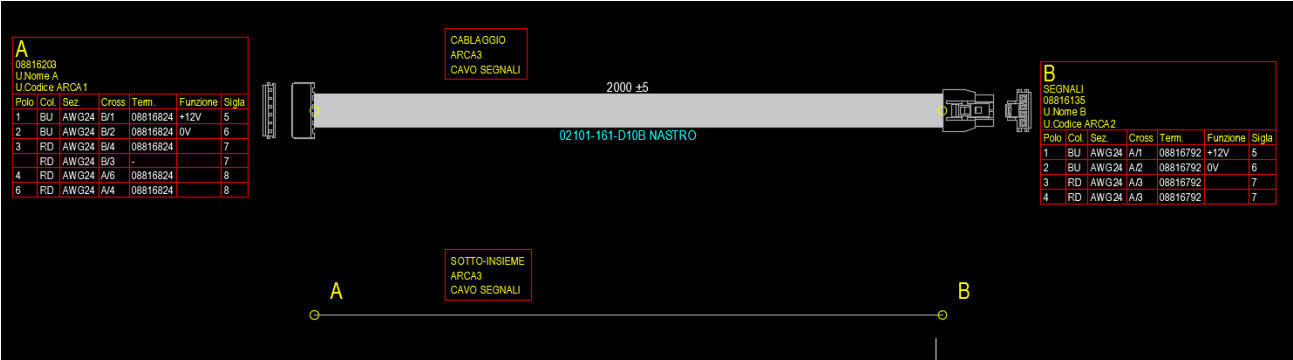 CABLAGGIO
ARCA3
CAVO SEGNALI
A
08816203
U.Nome A
U.Codice ARCA1
Polo Col. Sez. Cross Term. Funzione Sigla
1 BU AWG24 B/1 08816824 +12V 5
2 BU AWG24 B/2 08816824 0V 6
3 RD AWG24 B/4 08816824 7
RD AWG24 B/3 - 7
4 RD AWG24 A/6 08816824 8
6 RD AWG24 A/4 08816824 8
2000 ±5
02101-161-D10B NASTRO
B
SEGNALI
08816135
U.Nome B
U.Codice ARCA2
Polo Col. Sez. Cross Term. Funzione Sigla
1 BU AWG24 A/1 08816792 +12V 5
2 BU AWG24 A/2 08816792 0V 6
3 RD AWG24 A/3 08816792 7
4 RD AWG24 A/3 08816792 7
SOTTO-INSIEME
ARCA3
CAVO SEGNALI
A
B